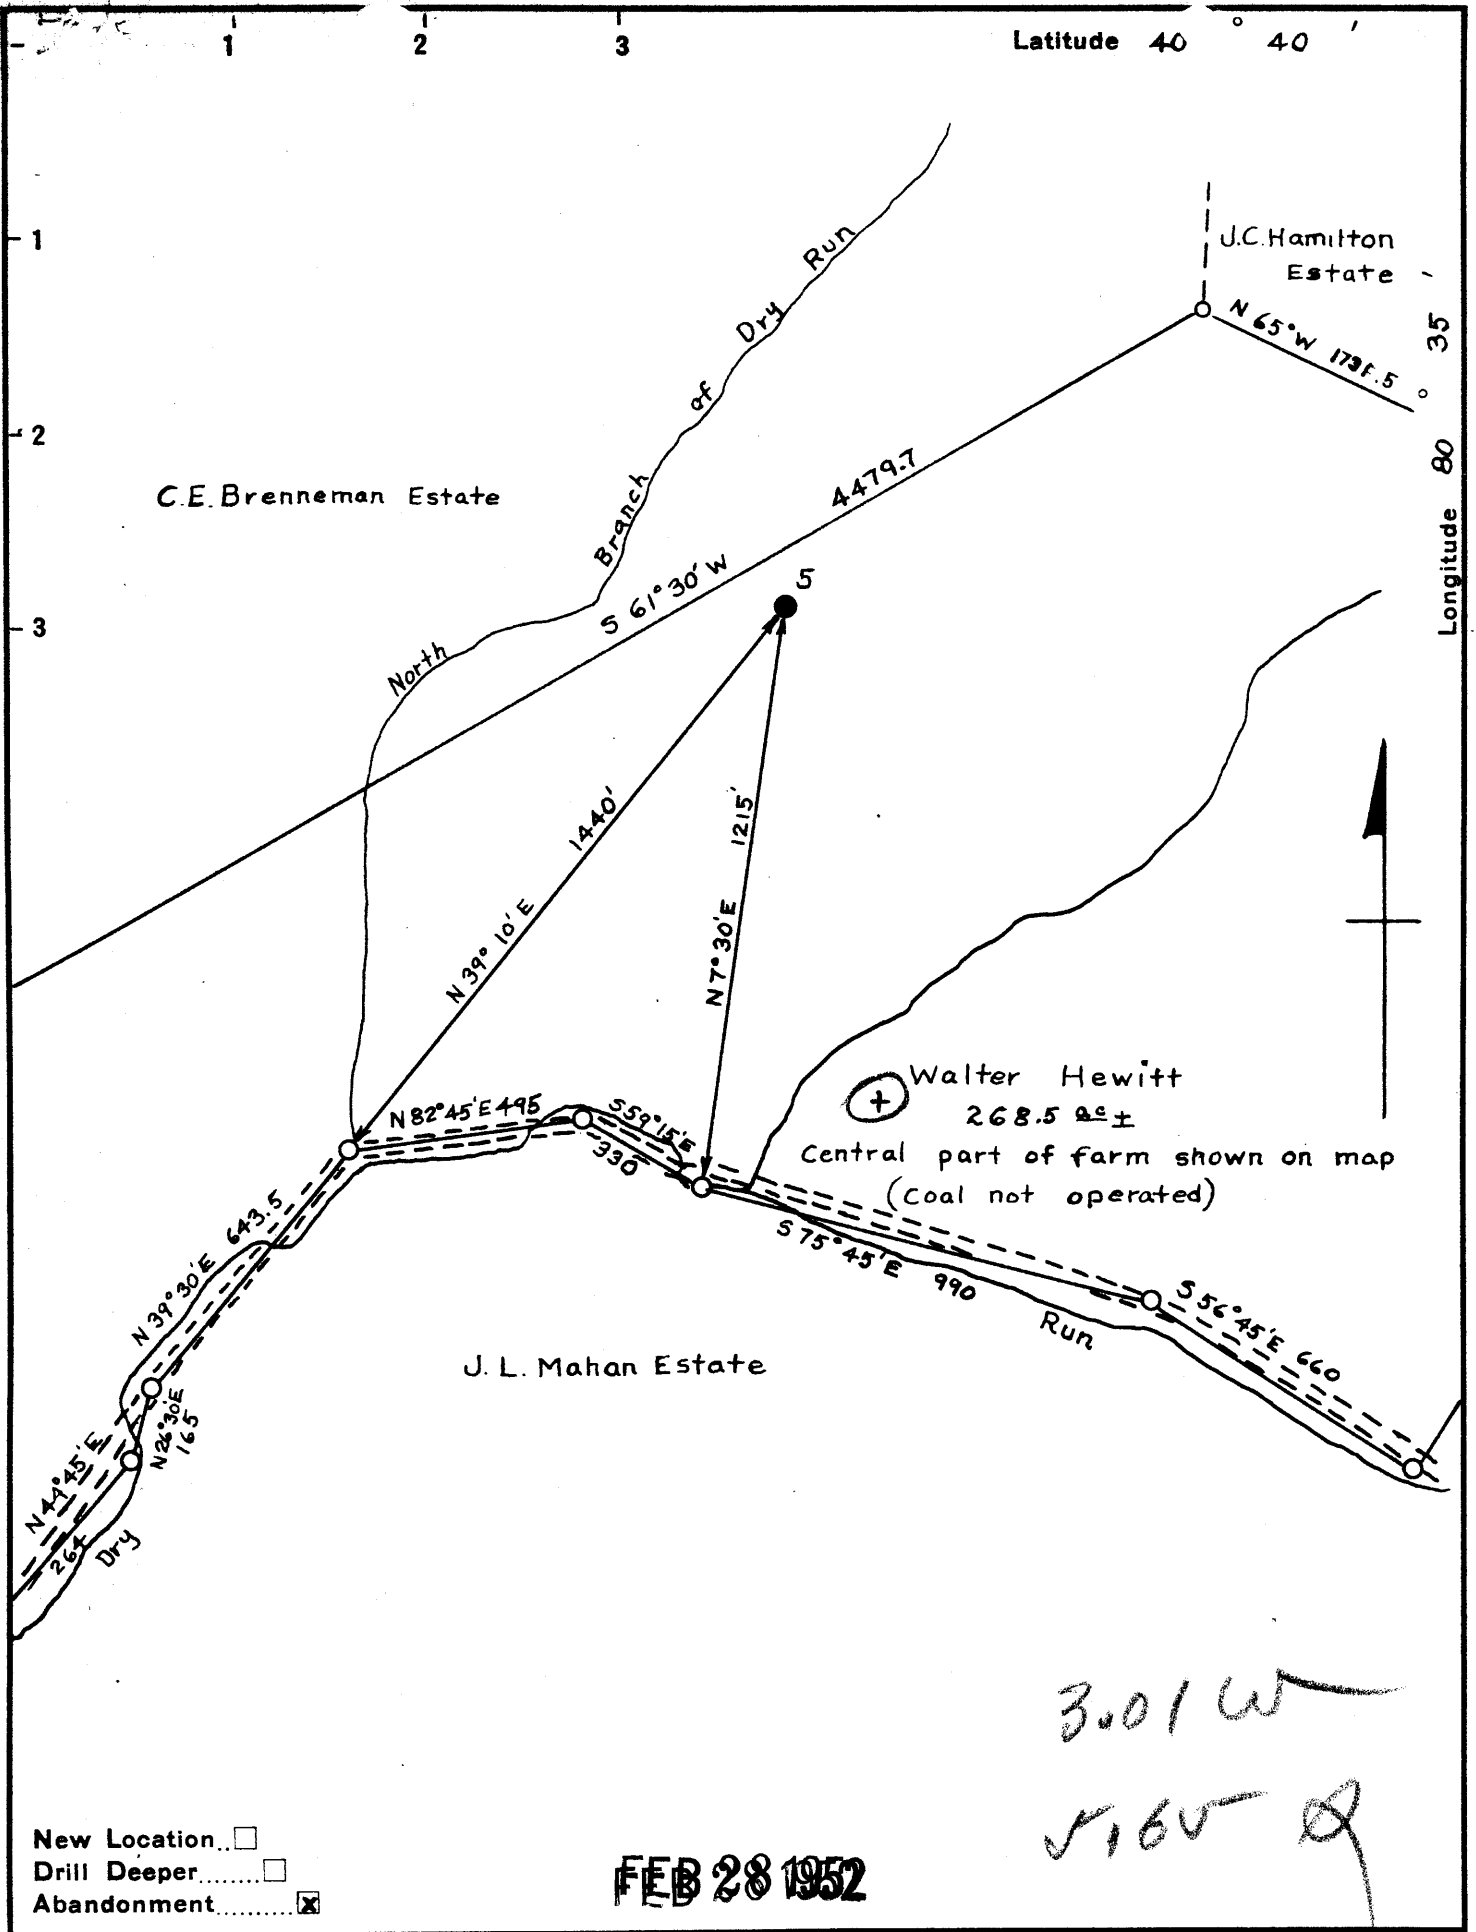 1 2 3
Latitude 40° 40'
1
2
3
J.C. Hamilton
Estate
N 65° W
Longitude 80° 35'
North Branch of Dry Run
C.E. Brenneman Estate
S 61° 30' W 4479.7
5
N 39° 10' E 1440'
N 7° 30' E 1215'
Walter Hewitt
268.5 ac ±
Central part of farm shown on map
(Coal not operated)
N 82° 45' E 495
S 59° 15' E
330
S 75° 45' E 990
S 56° 45' E 660
N 39° 30' E 643.5
N 26° 30' E
165
N 44° 45' E
264
Dry Run
J. L. Mahan Estate
3.01 W
New Location..
Drill Deeper........
Abandonment.......... X
FEB 28 1952